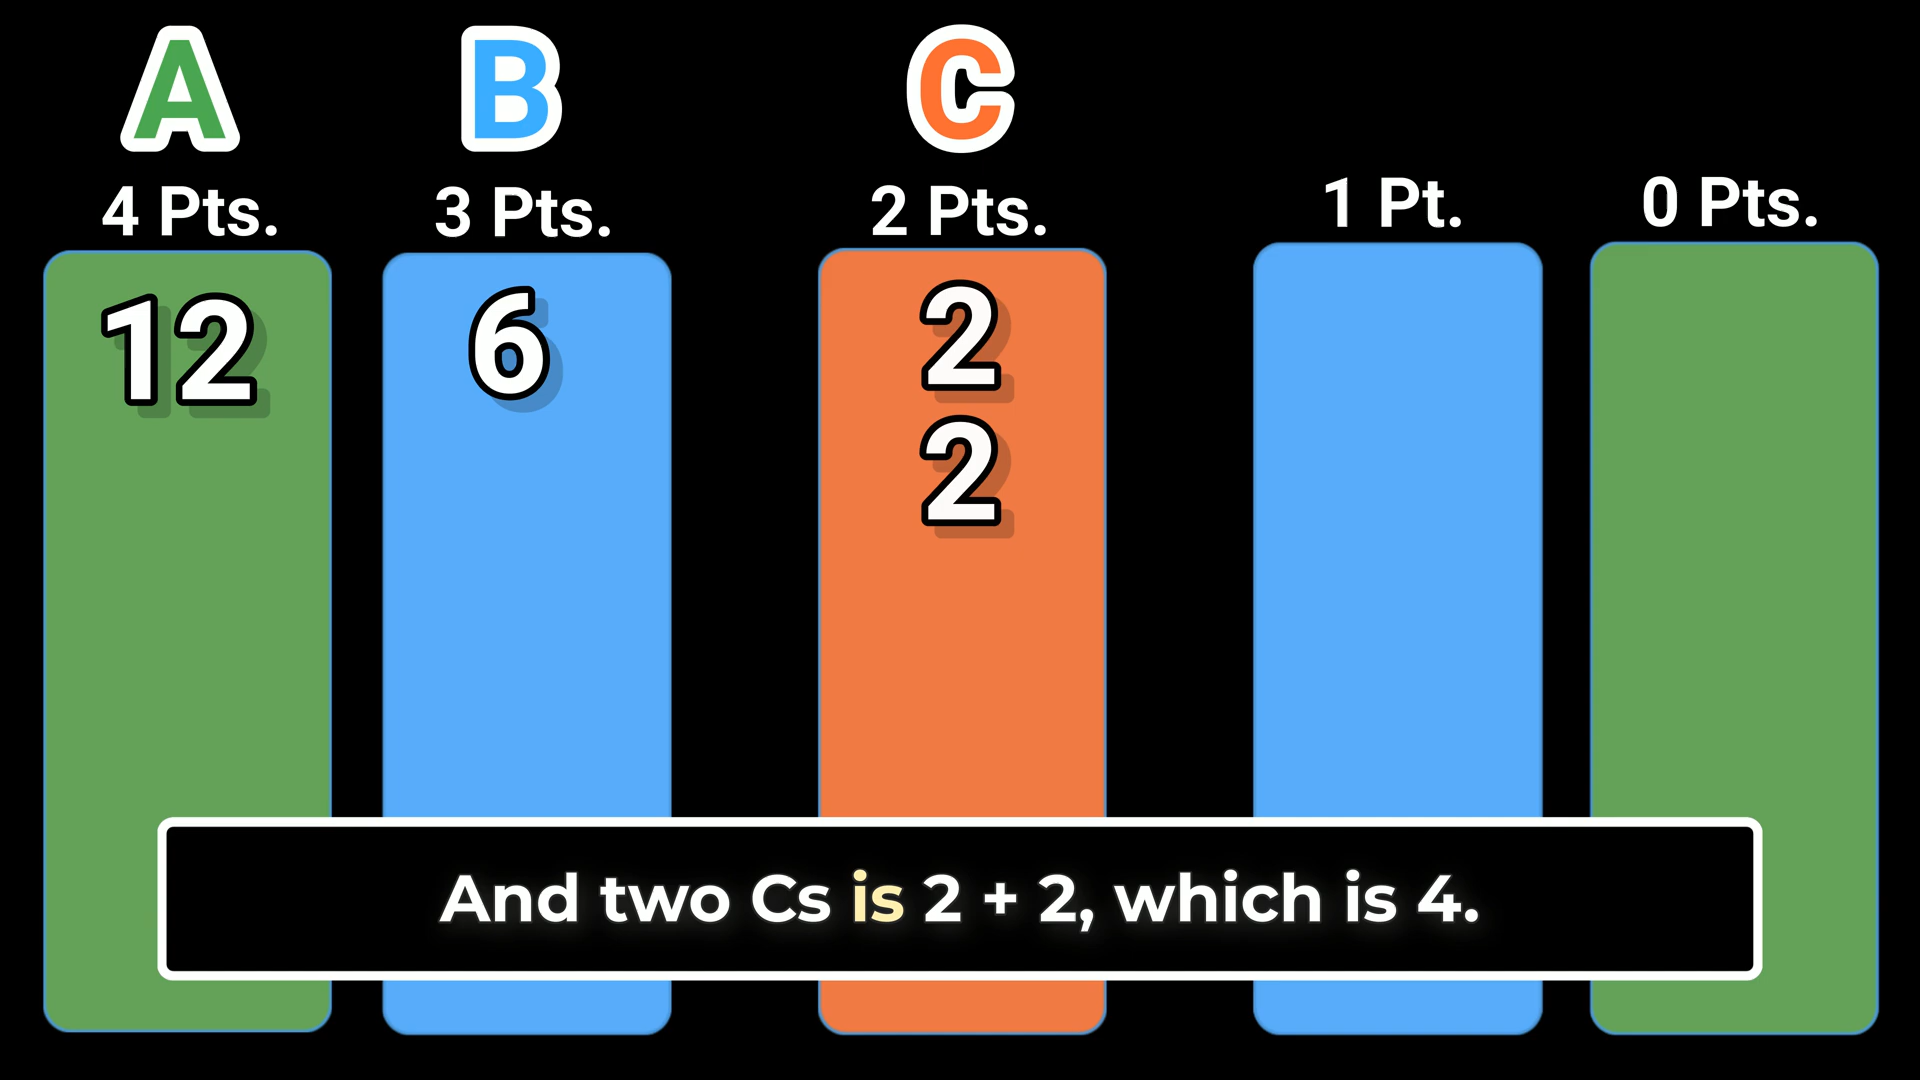 A B C
4 Pts. 3 Pts. 2 Pts. 1 Pt. 0 Pts.
12 6 2
2
And two Cs is 2 + 2, which is 4.